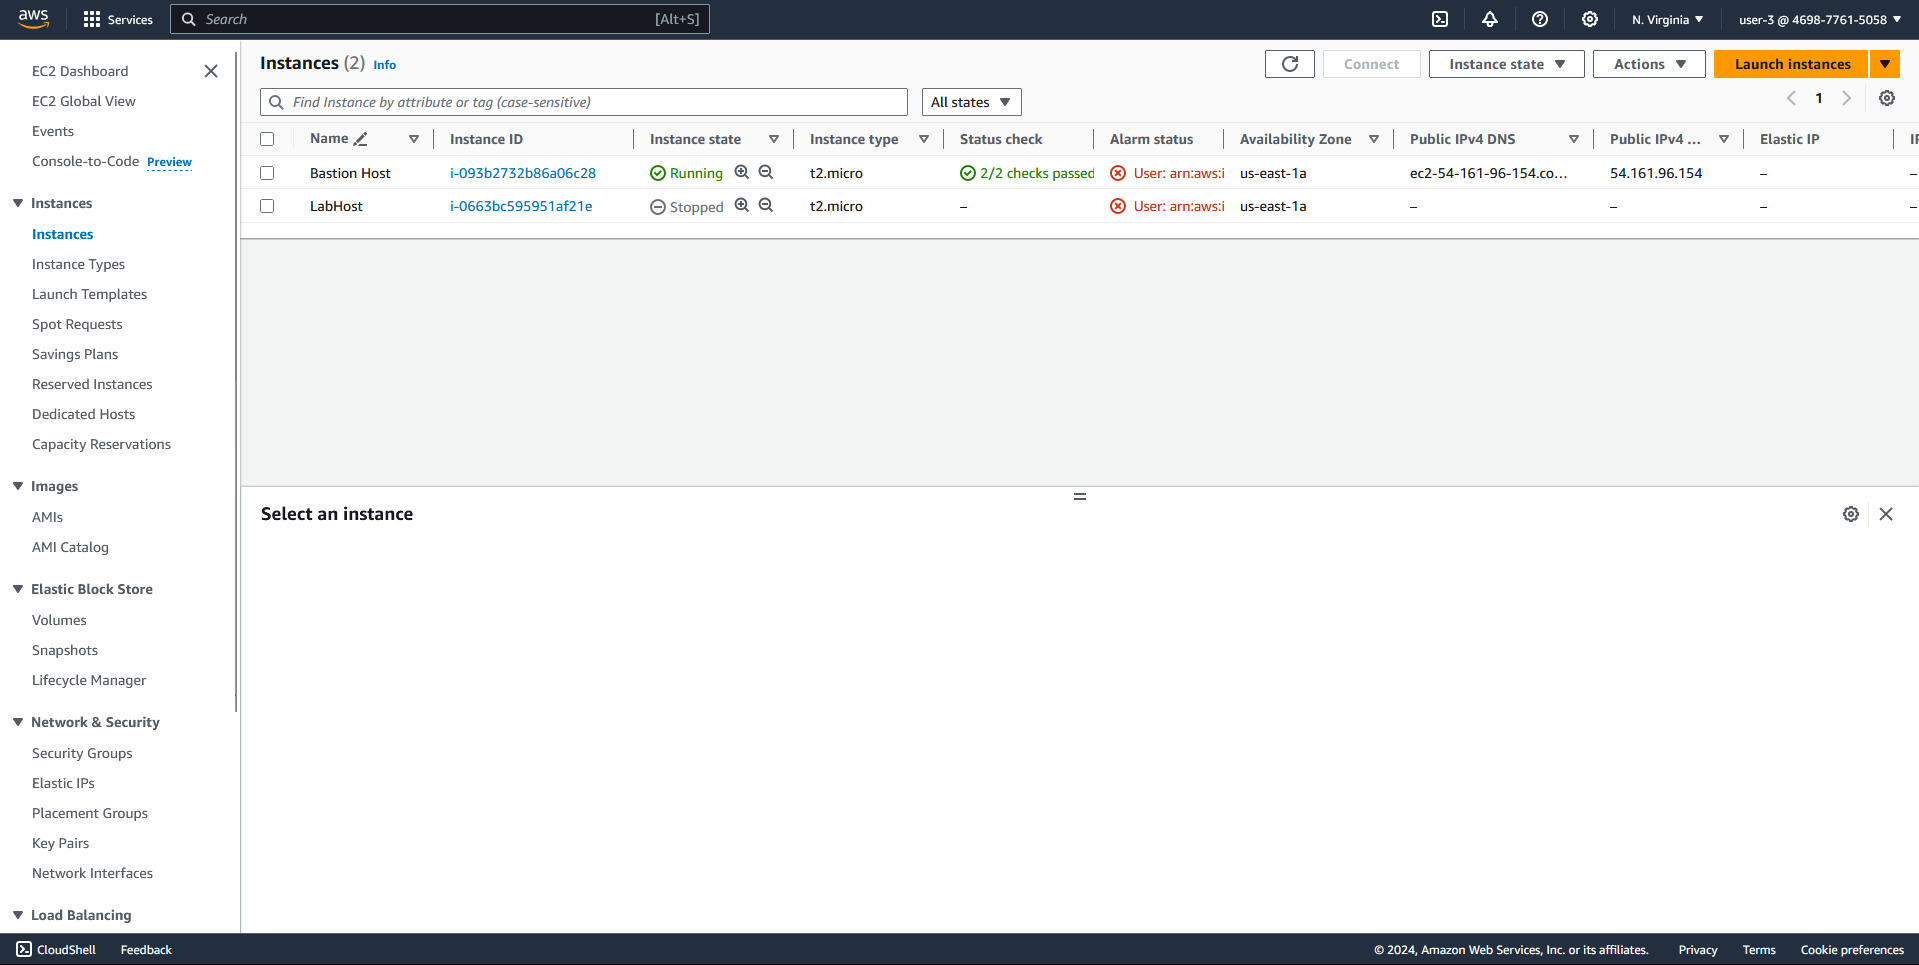 aws
Services
Search [Alt+S]
N. Virginia
user-3 @ 4698-7761-5058
EC2 Dashboard
EC2 Global View
Events
Console-to-Code Preview
Instances
Instances
Instance Types
Launch Templates
Spot Requests
Savings Plans
Reserved Instances
Dedicated Hosts
Capacity Reservations
Images
AMIs
AMI Catalog
Elastic Block Store
Volumes
Snapshots
Lifecycle Manager
Network & Security
Security Groups
Elastic IPs
Placement Groups
Key Pairs
Network Interfaces
Load Balancing
Instances (2) Info
Connect
Instance state
Actions
Launch instances
Find Instance by attribute or tag (case-sensitive)
All states
1
Name Instance ID Instance state Instance type Status check Alarm status Availability Zone Public IPv4 DNS Public IPv4 ... Elastic IP
Bastion Host i-093b2732b86a06c28 Running t2.micro 2/2 checks passed User: arn:aws:i us-east-1a ec2-54-161-96-154.co... 54.161.96.154 – –
LabHost i-0663bc595951af21e Stopped t2.micro – User: arn:aws:i us-east-1a – – – –
Select an instance
CloudShell Feedback © 2024, Amazon Web Services, Inc. or its affiliates. Privacy Terms Cookie preferences